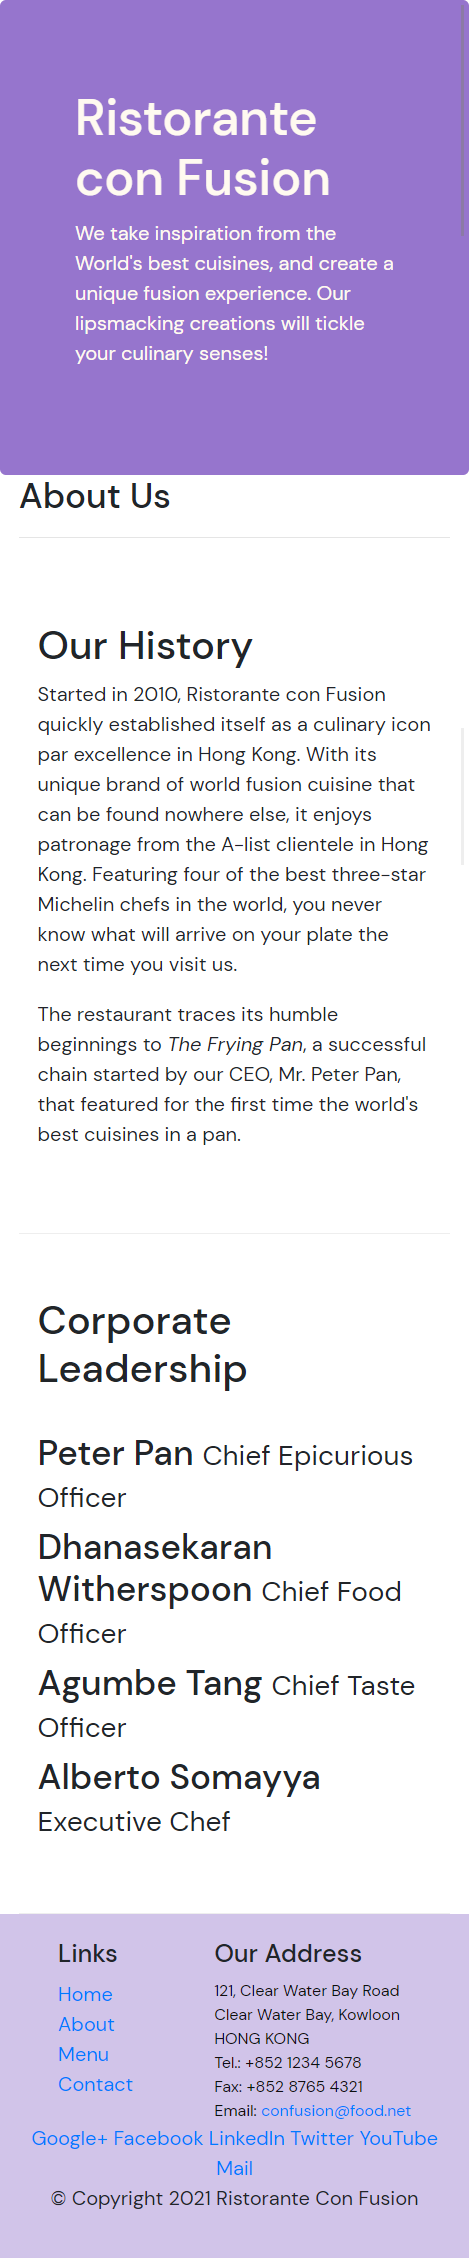 Ristorante
con Fusion
We take inspiration from the
World's best cuisines, and create a
unique fusion experience. Our
lipsmacking creations will tickle
your culinary senses!
About Us
Our History
Started in 2010, Ristorante con Fusion
quickly established itself as a culinary icon
par excellence in Hong Kong. With its
unique brand of world fusion cuisine that
can be found nowhere else, it enjoys
patronage from the A-list clientele in Hong
Kong. Featuring four of the best three-star
Michelin chefs in the world, you never
know what will arrive on your plate the
next time you visit us.
The restaurant traces its humble
beginnings to The Frying Pan, a successful
chain started by our CEO, Mr. Peter Pan,
that featured for the first time the world's
best cuisines in a pan.
Corporate
Leadership
Peter Pan Chief Epicurious
Officer
Dhanasekaran
Witherspoon Chief Food
Officer
Agumbe Tang Chief Taste
Officer
Alberto Somayya
Executive Chef
Links
Home
About
Menu
Contact
Our Address
121, Clear Water Bay Road
Clear Water Bay, Kowloon
HONG KONG
Tel.: +852 1234 5678
Fax: +852 8765 4321
Email: confusion@food.net
Google+ Facebook LinkedIn Twitter YouTube
Mail
© Copyright 2021 Ristorante Con Fusion